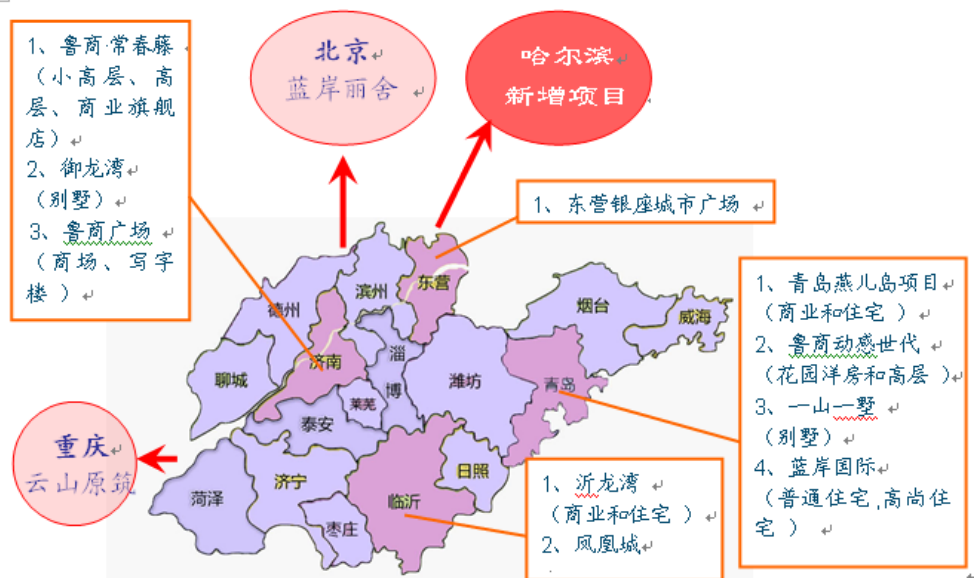 1、鲁商·常春藤
（小高层、高
层、商业旗舰
店）
2、御龙湾
（别墅）
3、鲁商广场
（商场、写字
楼 ）
北京
蓝岸丽舍
哈尔滨
新增项目
1、东营银座城市广场
1、青岛燕儿岛项目
（商业和住宅 ）
2、鲁商动感世代
（花园洋房和高层 ）
3、一山一墅
（别墅）
4、蓝岸国际
（普通住宅,高尚住
宅 ）
重庆
云山原筑
1、沂龙湾
（商业和住宅 ）
2、凤凰城
德州
滨州
东营
烟台
威海
聊城
济南
淄
博
潍坊
青岛
莱芜
泰安
菏泽
济宁
枣庄
临沂
日照